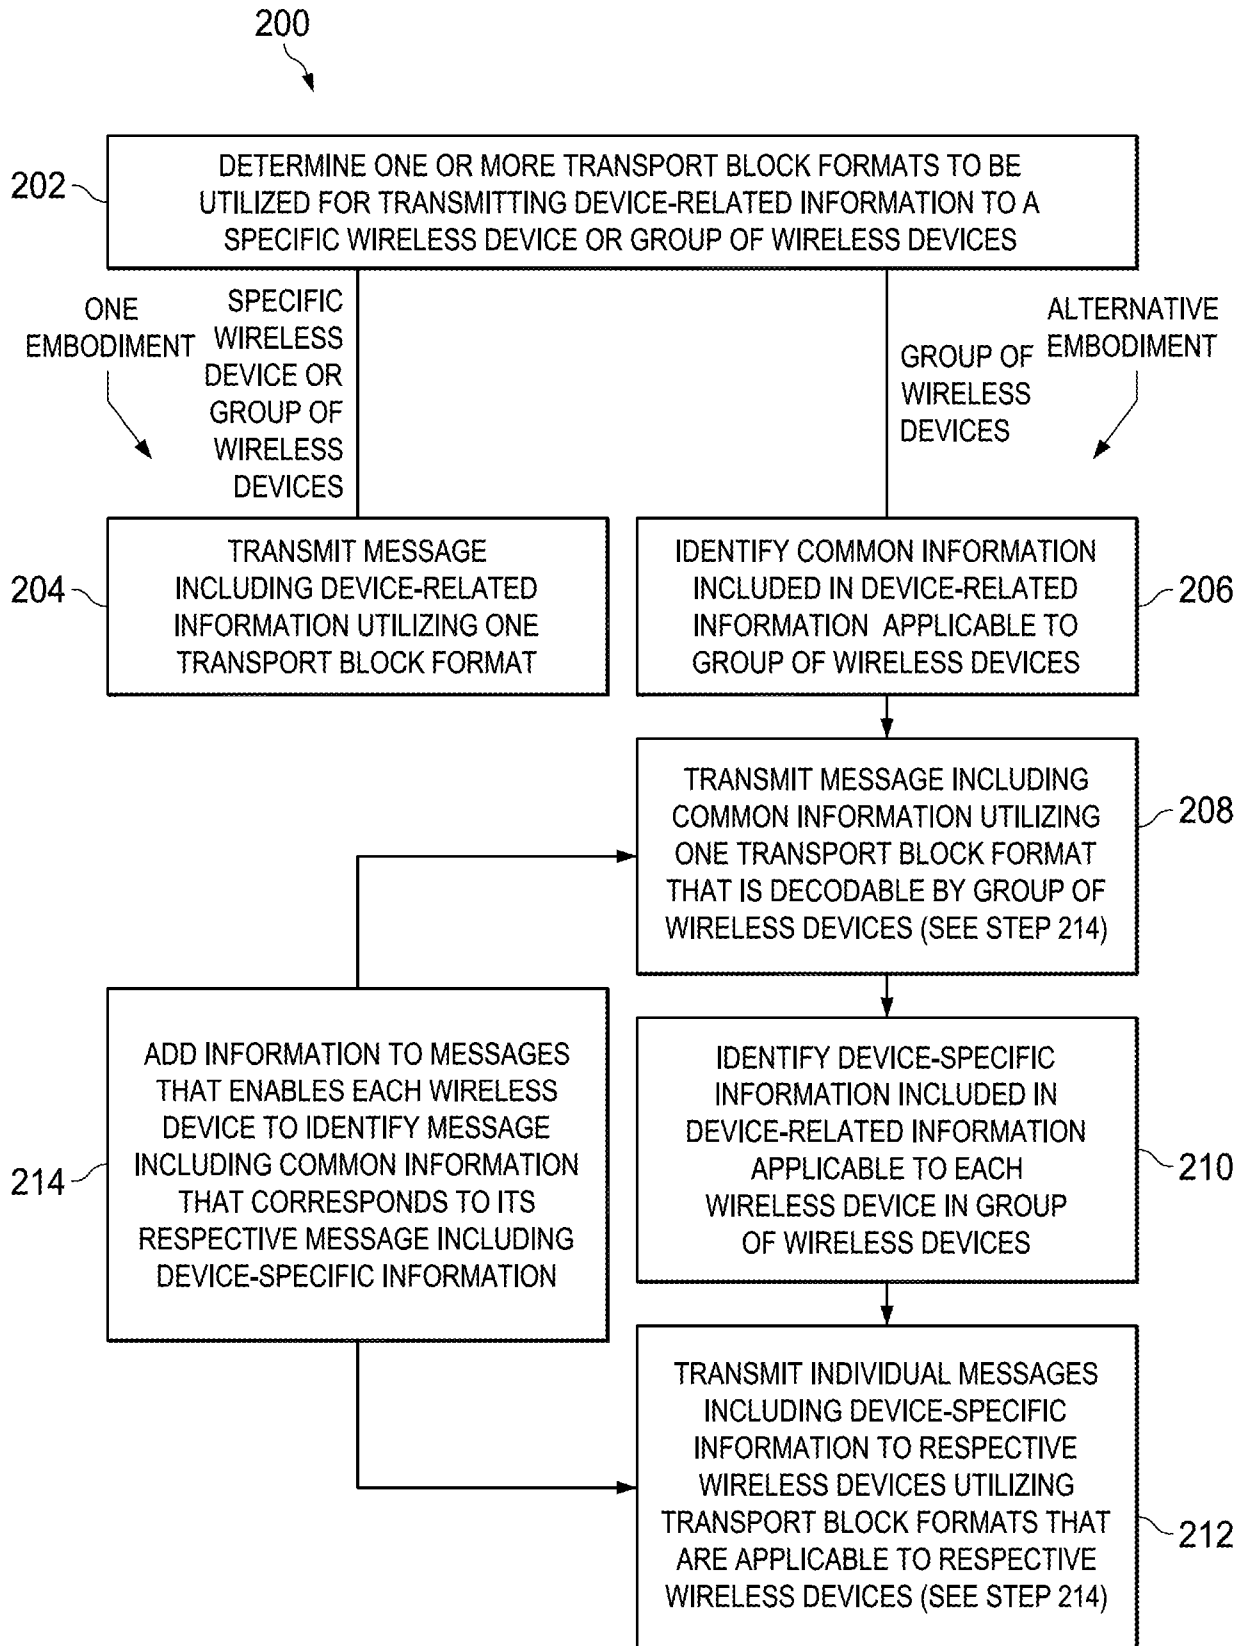 200
202
DETERMINE ONE OR MORE TRANSPORT BLOCK FORMATS TO BE
UTILIZED FOR TRANSMITTING DEVICE-RELATED INFORMATION TO A
SPECIFIC WIRELESS DEVICE OR GROUP OF WIRELESS DEVICES
ONE
EMBODIMENT
SPECIFIC
WIRELESS
DEVICE OR
GROUP OF
WIRELESS
DEVICES
GROUP OF
WIRELESS
DEVICES
ALTERNATIVE
EMBODIMENT
204
TRANSMIT MESSAGE
INCLUDING DEVICE-RELATED
INFORMATION UTILIZING ONE
TRANSPORT BLOCK FORMAT
IDENTIFY COMMON INFORMATION
INCLUDED IN DEVICE-RELATED
INFORMATION APPLICABLE TO
GROUP OF WIRELESS DEVICES
206
TRANSMIT MESSAGE INCLUDING
COMMON INFORMATION UTILIZING
ONE TRANSPORT BLOCK FORMAT
THAT IS DECODABLE BY GROUP OF
WIRELESS DEVICES (SEE STEP 214)
208
214
ADD INFORMATION TO MESSAGES
THAT ENABLES EACH WIRELESS
DEVICE TO IDENTIFY MESSAGE
INCLUDING COMMON INFORMATION
THAT CORRESPONDS TO ITS
RESPECTIVE MESSAGE INCLUDING
DEVICE-SPECIFIC INFORMATION
IDENTIFY DEVICE-SPECIFIC
INFORMATION INCLUDED IN
DEVICE-RELATED INFORMATION
APPLICABLE TO EACH
WIRELESS DEVICE IN GROUP
OF WIRELESS DEVICES
210
TRANSMIT INDIVIDUAL MESSAGES
INCLUDING DEVICE-SPECIFIC
INFORMATION TO RESPECTIVE
WIRELESS DEVICES UTILIZING
TRANSPORT BLOCK FORMATS THAT
ARE APPLICABLE TO RESPECTIVE
WIRELESS DEVICES (SEE STEP 214)
212